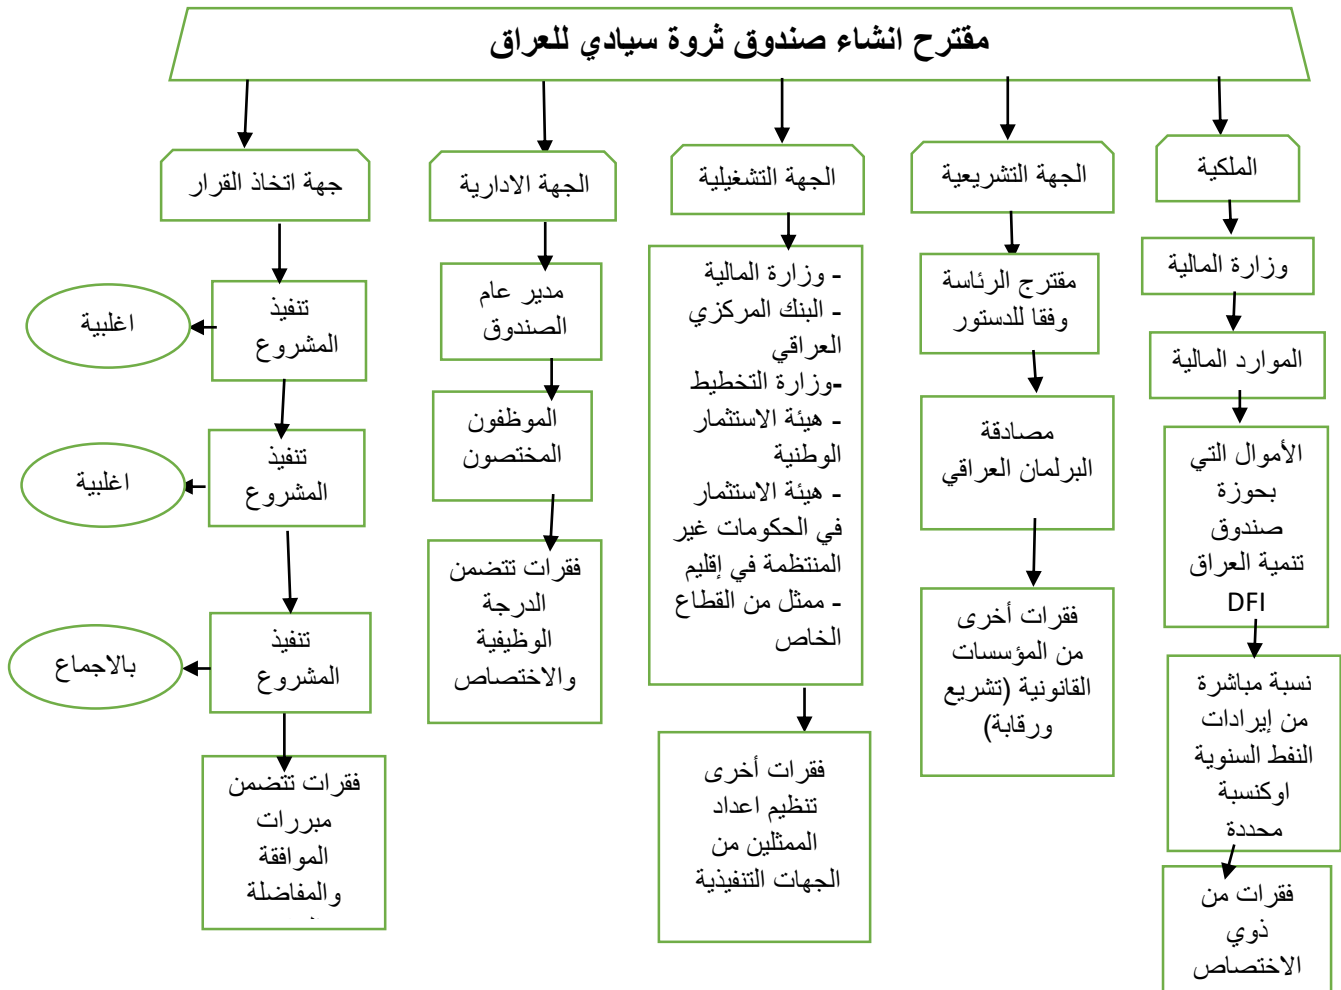 مقترح انشاء صندوق ثروة سيادي للعراق
الملكية
وزارة المالية
الموارد المالية
الأموال التي
بحوزة
صندوق
تنمية العراق
DFI
نسبة مباشرة
من إيرادات
النفط السنوية
اوكنسبة
محددة
فقرات من
ذوي
الاختصاص
الجهة التشريعية
مقترج الرئاسة
وفقا للدستور
مصادقة
البرلمان العراقي
فقرات أخرى
من المؤسسات
القانونية (تشريع
ورقابة)
الجهة التشغيلية
- وزارة المالية
- البنك المركزي
العراقي
-وزارة التخطيط
- هيئة الاستثمار
الوطنية
- هيئة الاستثمار
في الحكومات غير
المنتظمة في إقليم
- ممثل من القطاع
الخاص
فقرات أخرى
تنظيم اعداد
الممثلين من
الجهات التنفيذية
الجهة الادارية
مدير عام
الصندوق
الموظفون
المختصون
فقرات تتضمن
الدرجة
الوظيفية
والاختصاص
جهة اتخاذ القرار
تنفيذ
المشروع
اغلبية
تنفيذ
المشروع
اغلبية
تنفيذ
المشروع
بالاجماع
فقرات تتضمن
مبررات
الموافقة
والمفاضلة